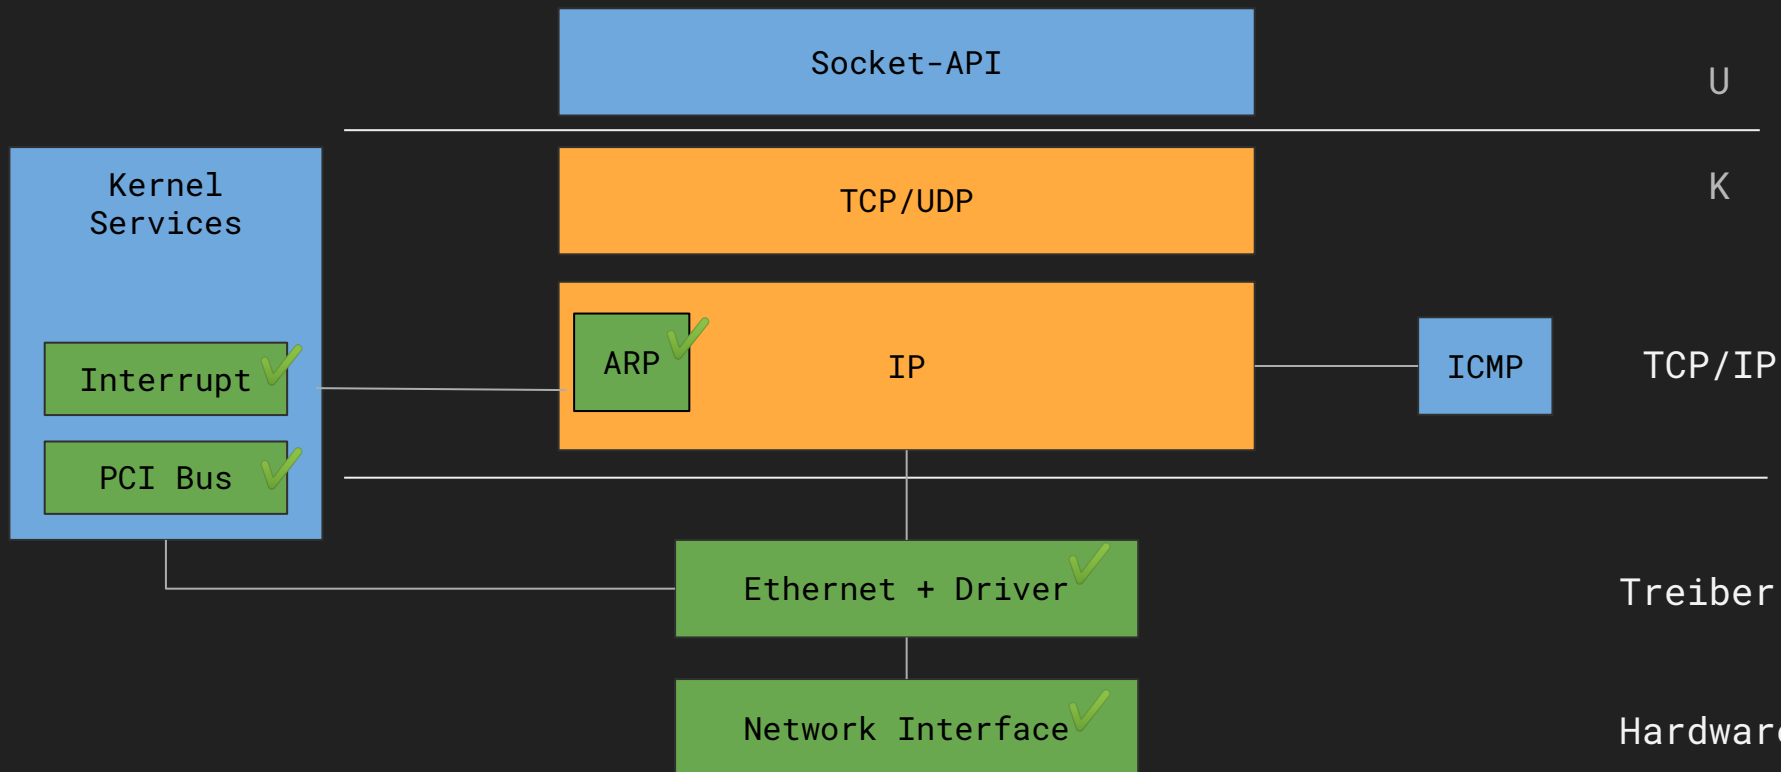 Socket-API
U
Kernel
Services
TCP/UDP
K
ARP
IP
ICMP
TCP/IP
Interrupt
PCI Bus
Ethernet + Driver
Treiber
Network Interface
Hardware